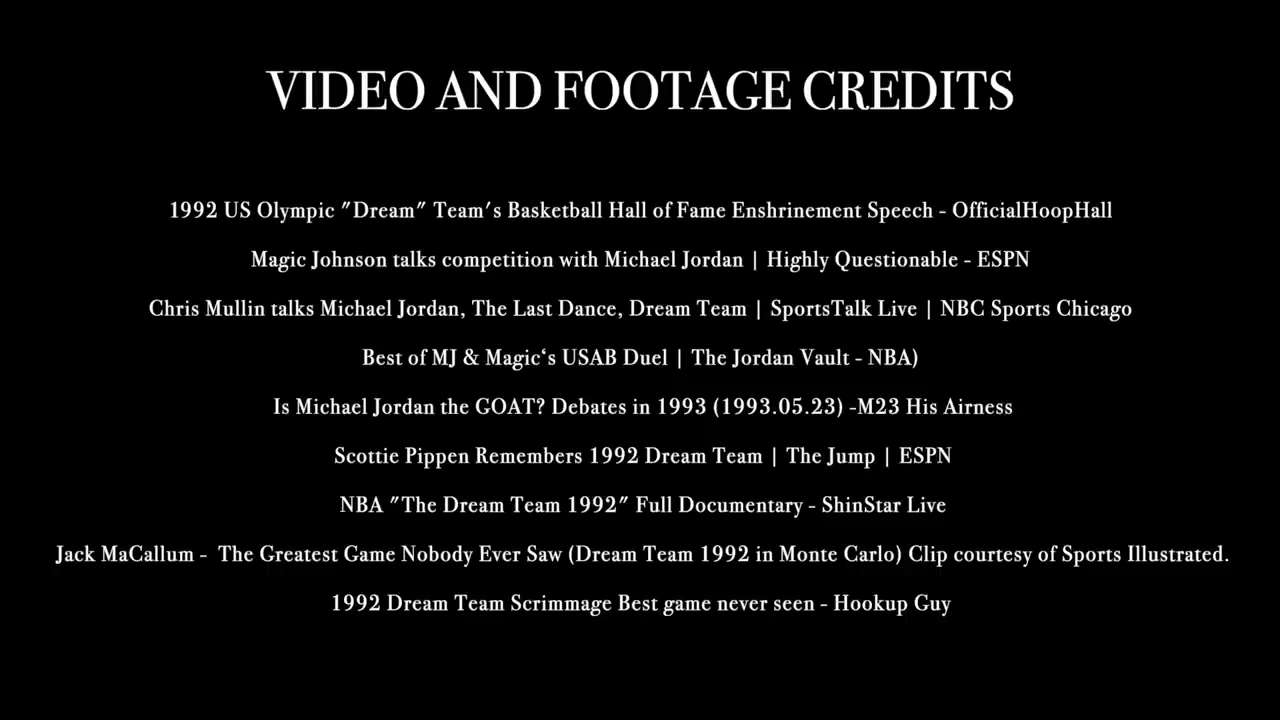 VIDEO AND FOOTAGE CREDITS
1992 US Olympic "Dream" Team's Basketball Hall of Fame Enshrinement Speech - OfficialHoopHall
Magic Johnson talks competition with Michael Jordan | Highly Questionable - ESPN
Chris Mullin talks Michael Jordan, The Last Dance, Dream Team | SportsTalk Live | NBC Sports Chicago
Best of MJ & Magic‘s USAB Duel | The Jordan Vault - NBA)
Is Michael Jordan the GOAT? Debates in 1993 (1993.05.23) -M23 His Airness
Scottie Pippen Remembers 1992 Dream Team | The Jump | ESPN
NBA "The Dream Team 1992" Full Documentary - ShinStar Live
Jack MaCallum -  The Greatest Game Nobody Ever Saw (Dream Team 1992 in Monte Carlo) Clip courtesy of Sports Illustrated.
1992 Dream Team Scrimmage Best game never seen - Hookup Guy